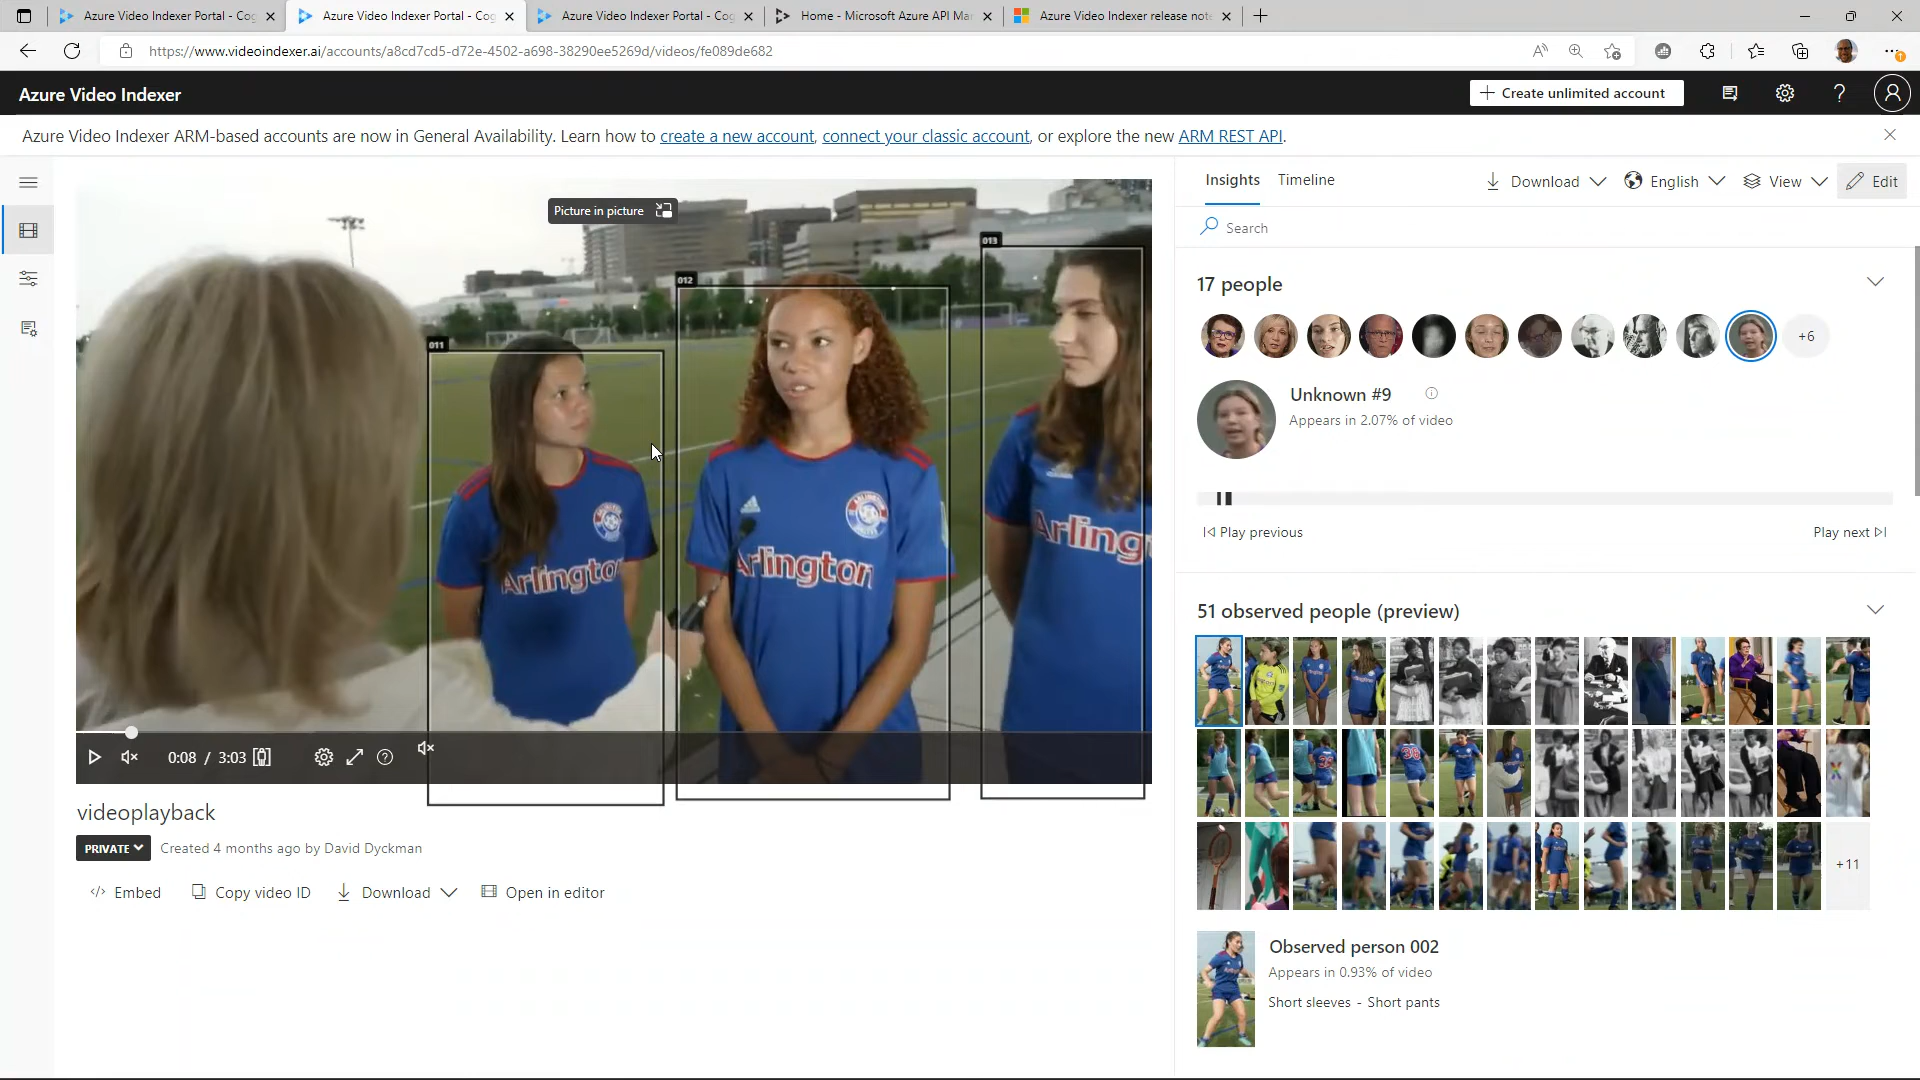 Azure Video Indexer Portal - Cog
Azure Video Indexer Portal - Cog
Azure Video Indexer Portal - Cog
Home - Microsoft Azure API Mar
Azure Video Indexer release note
https://www.videoindexer.ai/accounts/a8cd7cd5-d72e-4502-a698-38290ee5269d/videos/fe089de682
Azure Video Indexer
Create unlimited account
Azure Video Indexer ARM-based accounts are now in General Availability. Learn how to create a new account, connect your classic account, or explore the new ARM REST API.
Insights
Timeline
Download
English
View
Edit
Search
Picture in picture
011
012
013
Arlington
Arlington
Arling
0:08 / 3:03
videoplayback
PRIVATE
Created 4 months ago by David Dyckman
Embed
Copy video ID
Download
Open in editor
17 people
+6
Unknown #9
Appears in 2.07% of video
Play previous
Play next
51 observed people (preview)
+11
Observed person 002
Appears in 0.93% of video
Short sleeves - Short pants